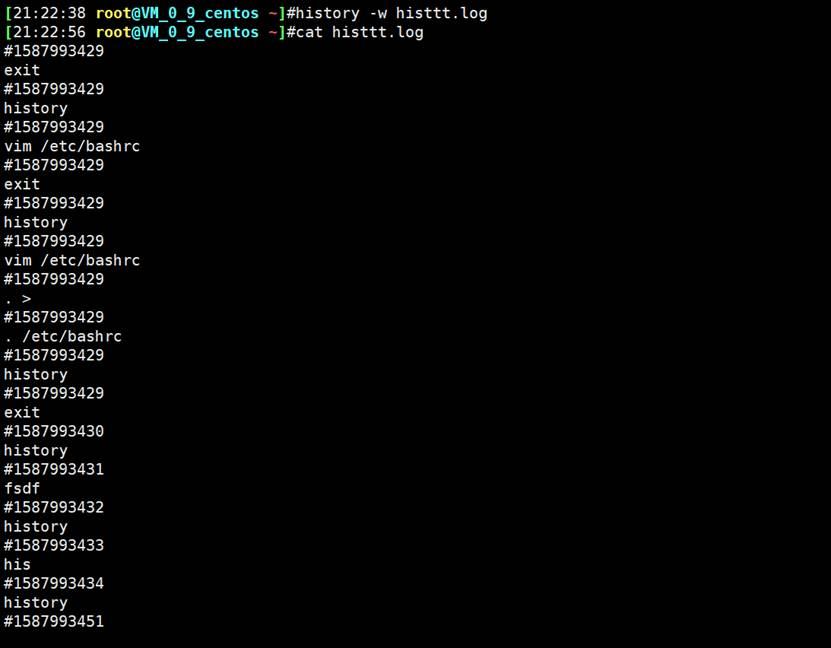 [21:22:38 root@VM_0_9_centos ~]#history -w histtt.log
[21:22:56 root@VM_0_9_centos ~]#cat histtt.log
#1587993429
exit
#1587993429
history
#1587993429
vim /etc/bashrc
#1587993429
exit
#1587993429
history
#1587993429
vim /etc/bashrc
#1587993429
. >
#1587993429
. /etc/bashrc
#1587993429
history
#1587993429
exit
#1587993430
history
#1587993431
fsdf
#1587993432
history
#1587993433
his
#1587993434
history
#1587993451